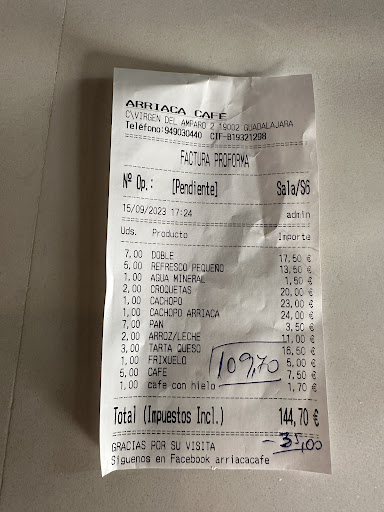 ARRIACA CAFÉ
C\VIRGEN DEL AMPARO 2 19002 GUADALAJARA
Teléfono:949030440 CIF-B19321298
FACTURA PROFORMA
Nº Op.: [Pendiente] Sala/S6
15/09/2023 17:24 admin
Uds. Producto Importe
7,00 DOBLE 17,50 €
5,00 REFRESCO PEQUEÑO 13,50 €
1,00 AGUA MINERAL 1,50 €
2,00 CROQUETAS 20,00 €
1,00 CACHOPO 23,00 €
1,00 CACHOPO ARRIACA 24,00 €
7,00 PAN 3,50 €
2,00 ARROZ/LECHE 11,00 €
3,00 TARTA QUESO 16,50 €
1,00 FRIXUELO 5,00 €
5,00 CAFE 7,50 €
1,00 cafe con hielo 1,70 €
109,70
Total (Impuestos Incl.) 144,70 €
- 35,00
GRACIAS POR SU VISITA
Siguenos en Facebook arriacacafe